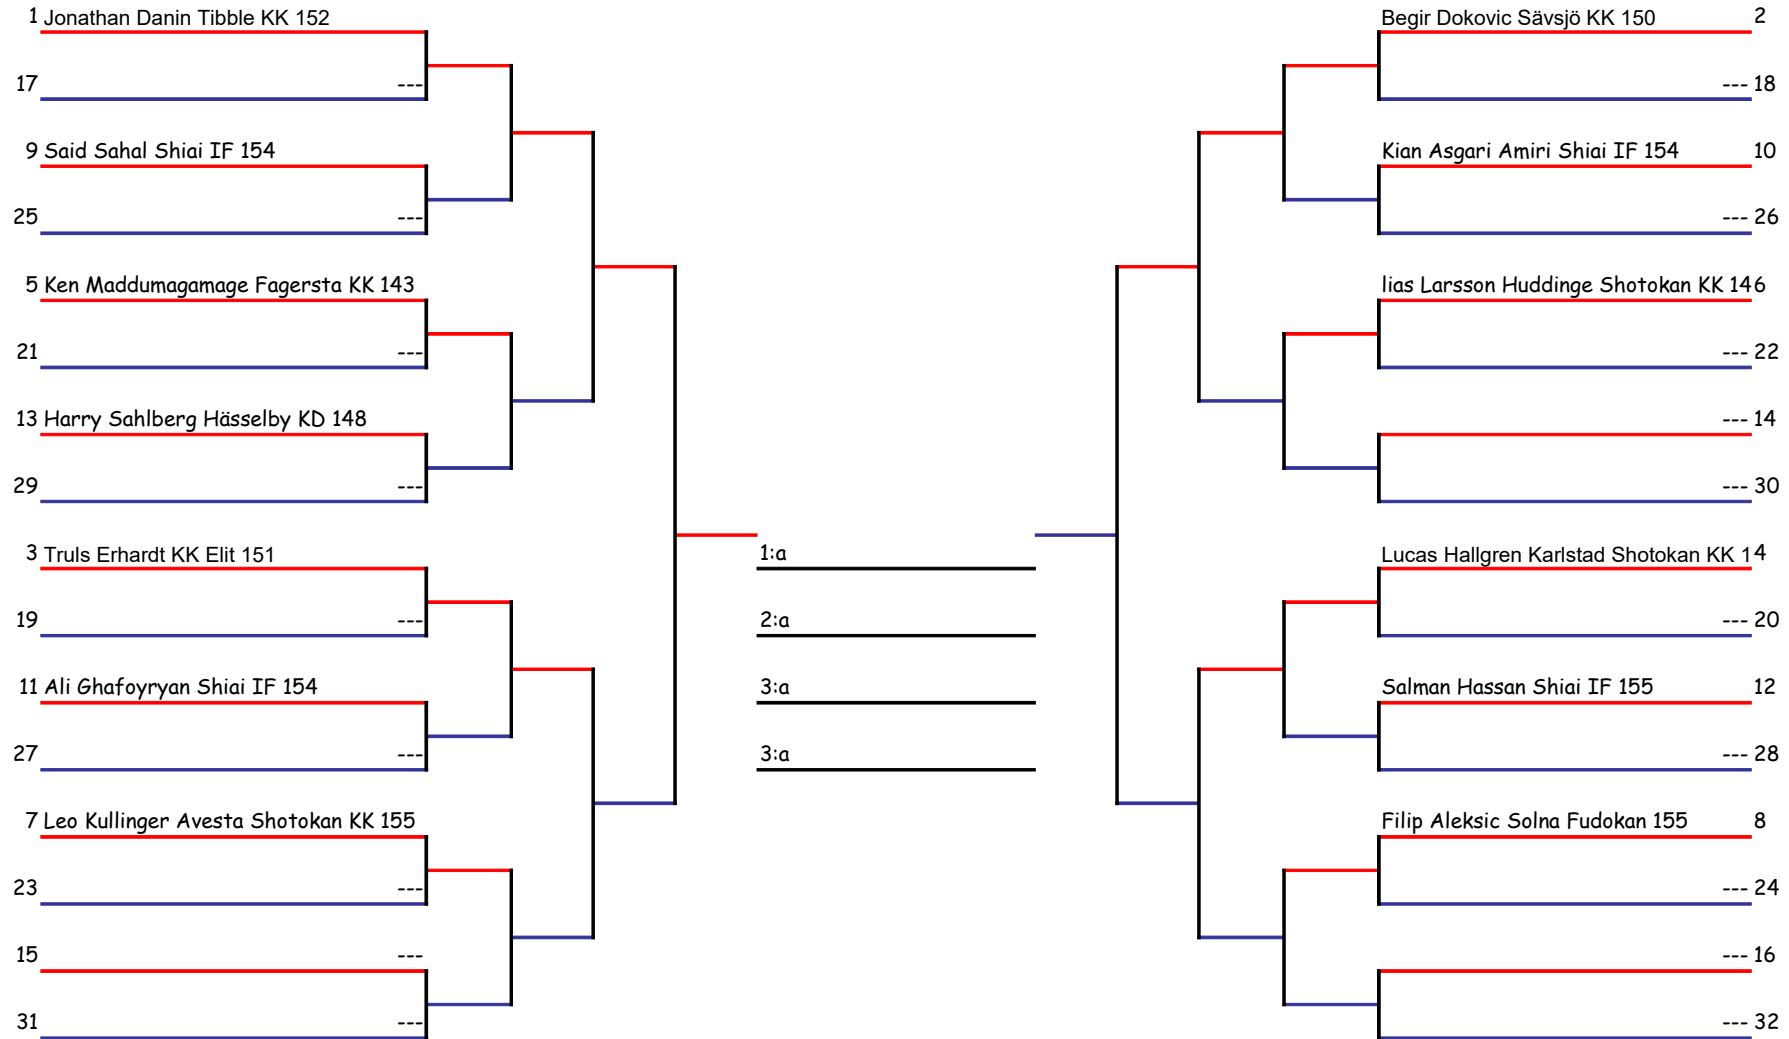 1 Jonathan Danin Tibble KK 152
17 ---
9 Said Sahal Shiai IF 154
25 ---
5 Ken Maddumagamage Fagersta KK 143
21 ---
13 Harry Sahlberg Hässelby KD 148
29 ---
3 Truls Erhardt KK Elit 151
19 ---
11 Ali Ghafoyryan Shiai IF 154
27 ---
7 Leo Kullinger Avesta Shotokan KK 155
23 ---
15 ---
31 ---
1:a
2:a
3:a
3:a
Begir Dokovic Sävsjö KK 150 2
--- 18
Kian Asgari Amiri Shiai IF 154 10
--- 26
lias Larsson Huddinge Shotokan KK 146
--- 22
--- 14
--- 30
Lucas Hallgren Karlstad Shotokan KK 14
--- 20
Salman Hassan Shiai IF 155 12
--- 28
Filip Aleksic Solna Fudokan 155 8
--- 24
--- 16
--- 32